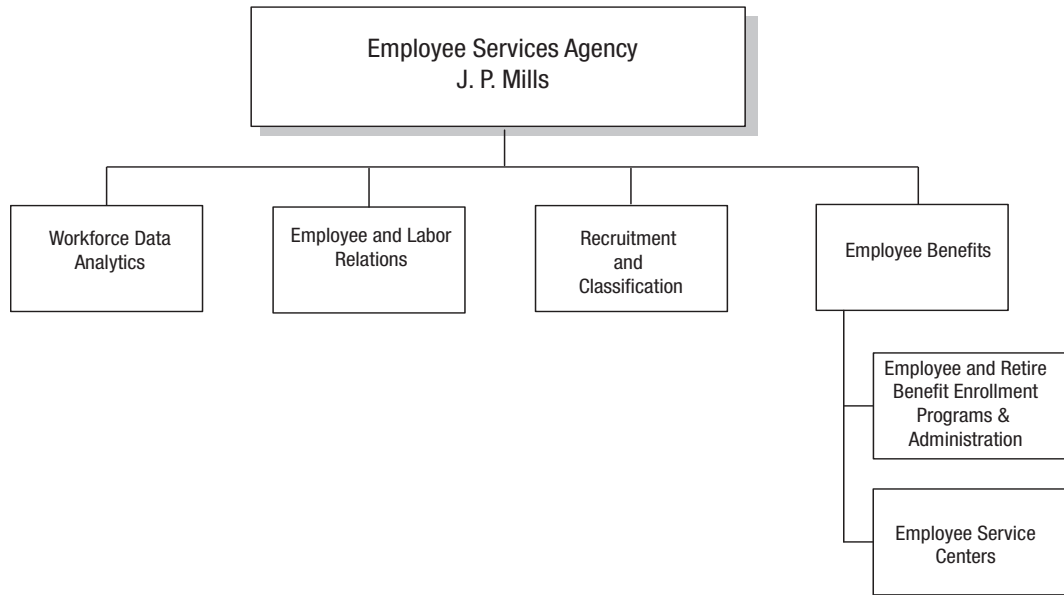 Employee Services Agency
J. P. Mills
Workforce Data
Analytics
Employee and Labor
Relations
Recruitment
and
Classification
Employee Benefits
Employee and Retire
Benefit Enrollment
Programs &
Administration
Employee Service
Centers